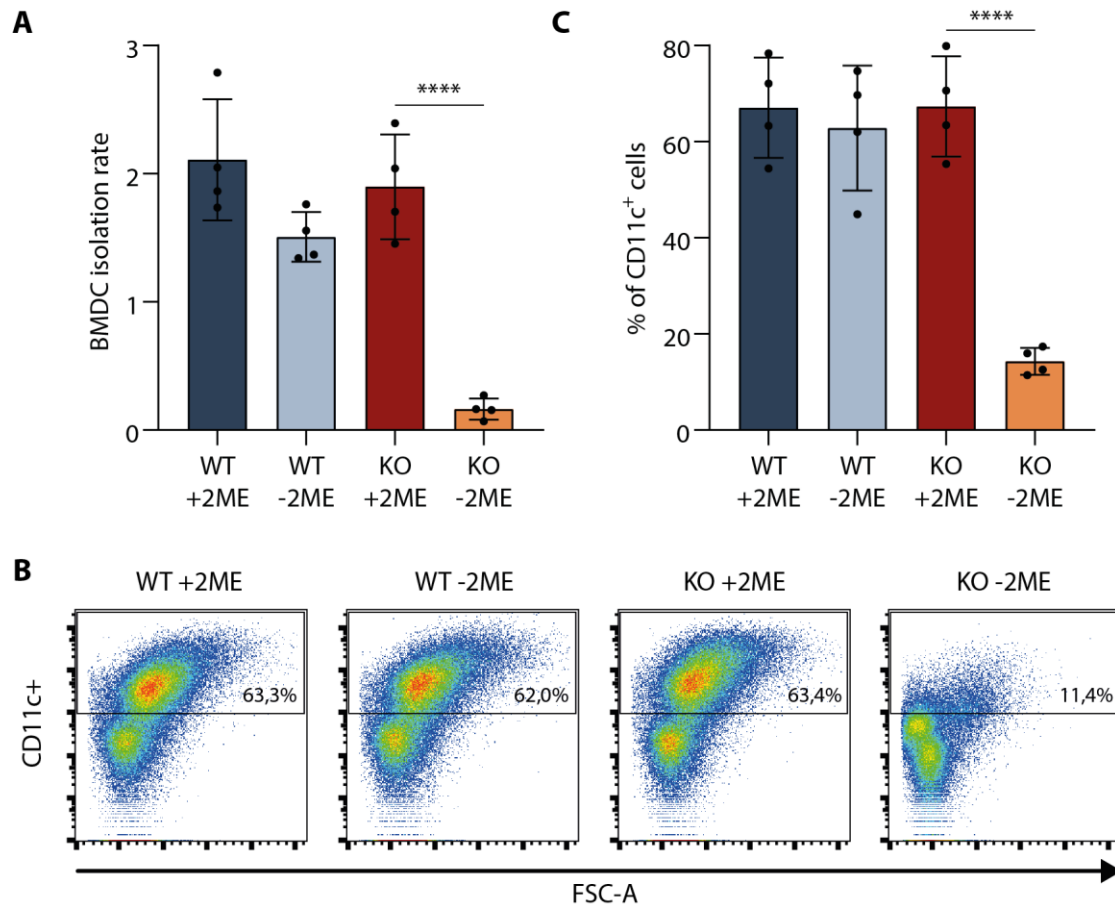 A
BMDC isolation rate
3
2
1
0
****
WT
+2ME
WT
-2ME
KO
+2ME
KO
-2ME
C
% of CD11c+ cells
80
60
40
20
0
****
WT
+2ME
WT
-2ME
KO
+2ME
KO
-2ME
B
CD11c+
WT +2ME
63,3%
WT -2ME
62,0%
KO +2ME
63,4%
KO -2ME
11,4%
FSC-A